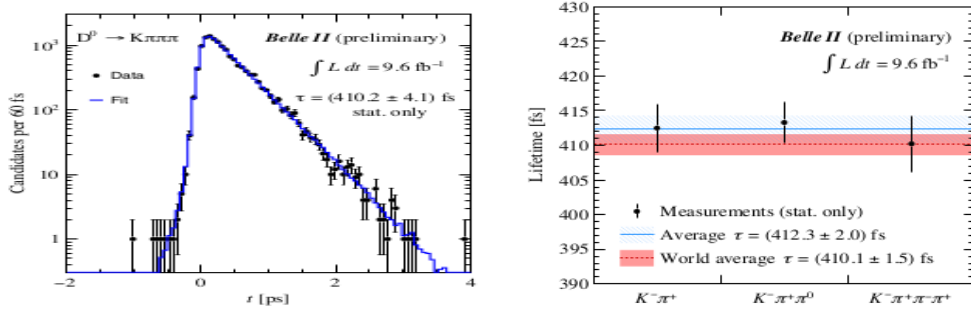 D⁰ → Kπππ
Belle II (preliminary)
∫ L dt = 9.6 fb⁻¹
Data
Fit
τ = (410.2 ± 4.1) fs
stat. only
Candidates per 60 fs
10³
10²
10
1
−2
0
2
4
t [ps]
430
425
420
415
410
405
400
395
390
Lifetime [fs]
Belle II (preliminary)
∫ L dt = 9.6 fb⁻¹
Measurements (stat. only)
Average τ = (412.3 ± 2.0) fs
World average τ = (410.1 ± 1.5) fs
K⁻π⁺
K⁻π⁺π⁰
K⁻π⁺π⁻π⁺